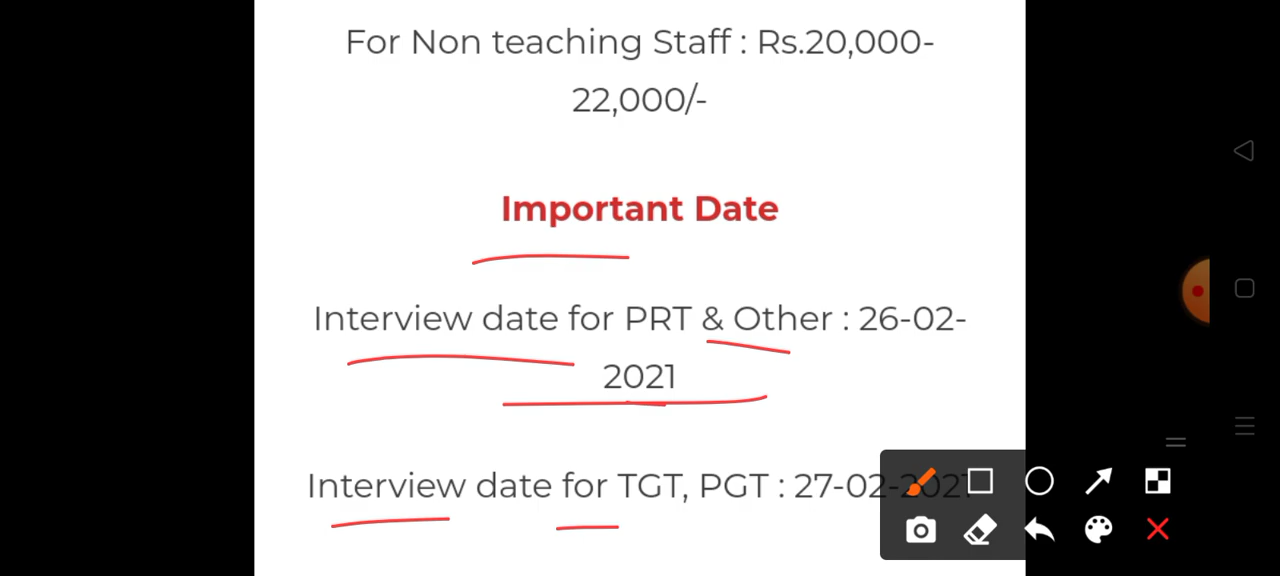 For Non teaching Staff : Rs.20,000-
22,000/-
Important Date
Interview date for PRT & Other : 26-02-
2021
Interview date for TGT, PGT : 27-02-2021